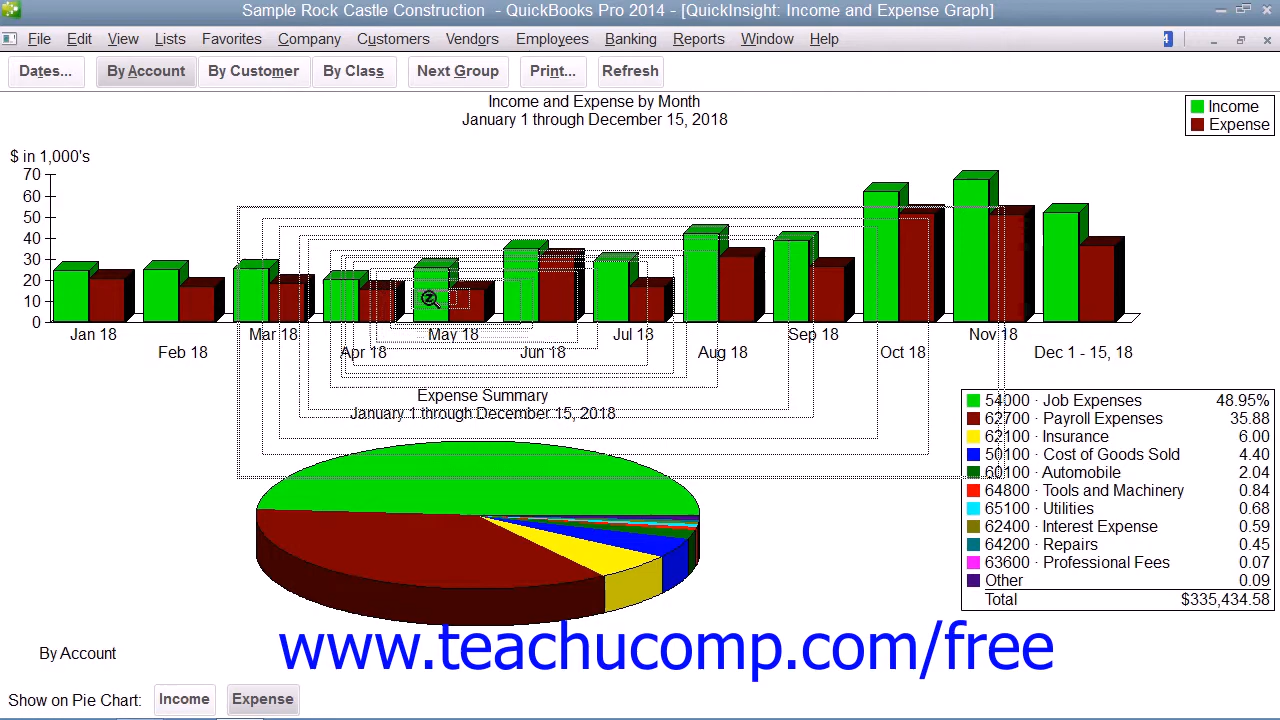 Sample Rock Castle Construction - QuickBooks Pro 2014 - [QuickInsight: Income and Expense Graph]
File Edit View Lists Favorites Company Customers Vendors Employees Banking Reports Window Help
Dates... By Account By Customer By Class Next Group Print... Refresh
Income and Expense by Month
January 1 through December 15, 2018
Income
Expense
$ in 1,000's
70
60
50
40
30
20
10
0
Jan 18 Feb 18 Mar 18 Apr 18 May 18 Jun 18 Jul 18 Aug 18 Sep 18 Oct 18 Nov 18 Dec 1 - 15, 18
Expense Summary
January 1 through December 15, 2018
54000 · Job Expenses 48.95%
62700 · Payroll Expenses 35.88
62100 · Insurance 6.00
50100 · Cost of Goods Sold 4.40
60100 · Automobile 2.04
64800 · Tools and Machinery 0.84
65100 · Utilities 0.68
62400 · Interest Expense 0.59
64200 · Repairs 0.45
63600 · Professional Fees 0.07
Other 0.09
Total $335,434.58
www.teachucomp.com/free
By Account
Show on Pie Chart: Income Expense